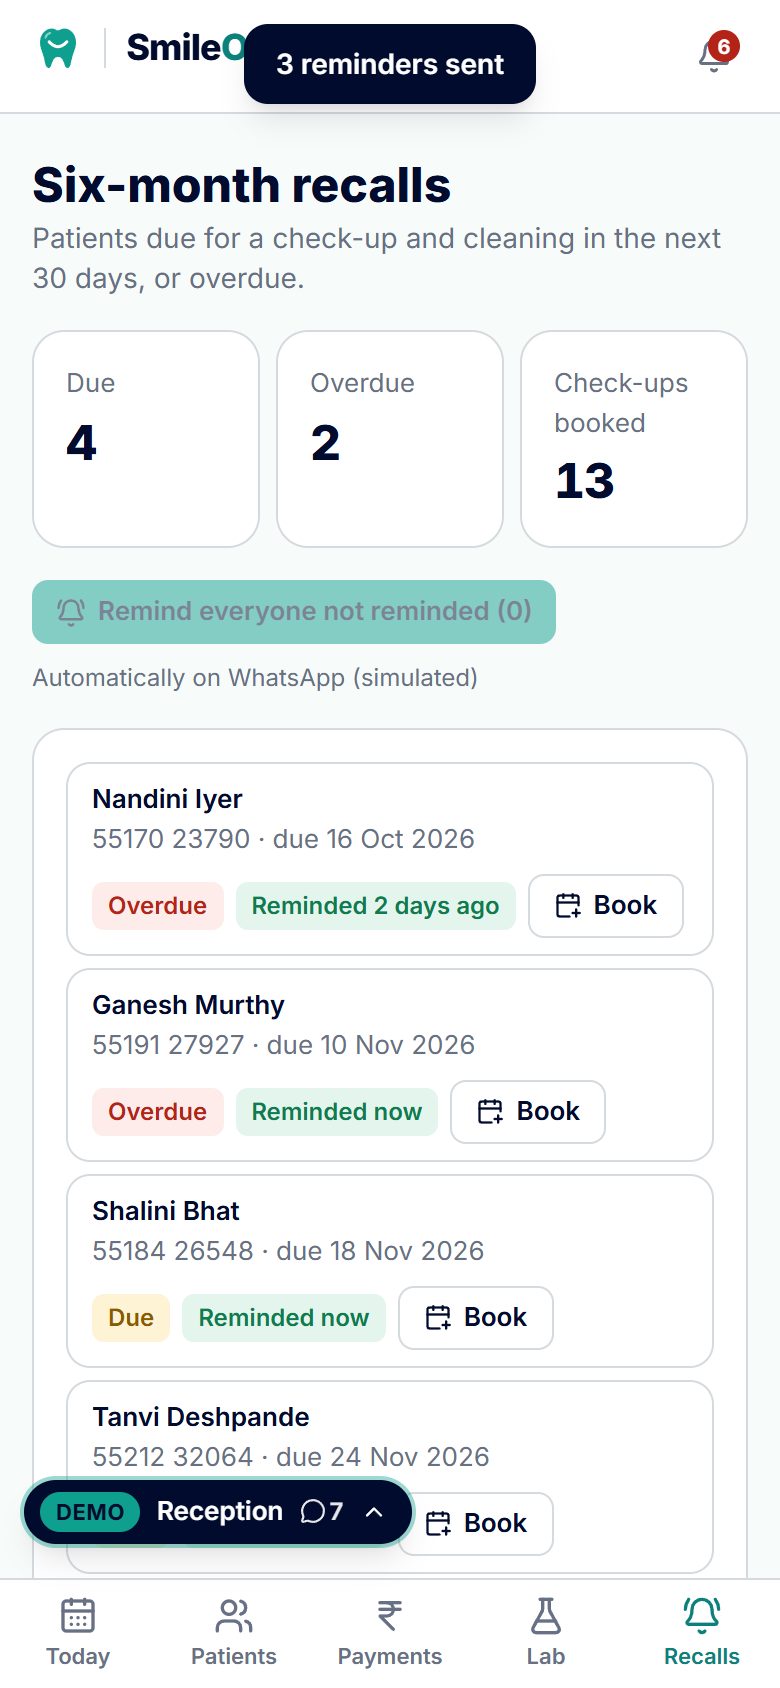 SmileO
3 reminders sent
6
Six-month recalls
Patients due for a check-up and cleaning in the next
30 days, or overdue.
Due
4
Overdue
2
Check-ups
booked
13
Remind everyone not reminded (0)
Automatically on WhatsApp (simulated)
Nandini Iyer
55170 23790 · due 16 Oct 2026
Overdue
Reminded 2 days ago
Book
Ganesh Murthy
55191 27927 · due 10 Nov 2026
Overdue
Reminded now
Book
Shalini Bhat
55184 26548 · due 18 Nov 2026
Due
Reminded now
Book
Tanvi Deshpande
55212 32064 · due 24 Nov 2026
DEMO Reception 7
Book
Today
Patients
Payments
Lab
Recalls